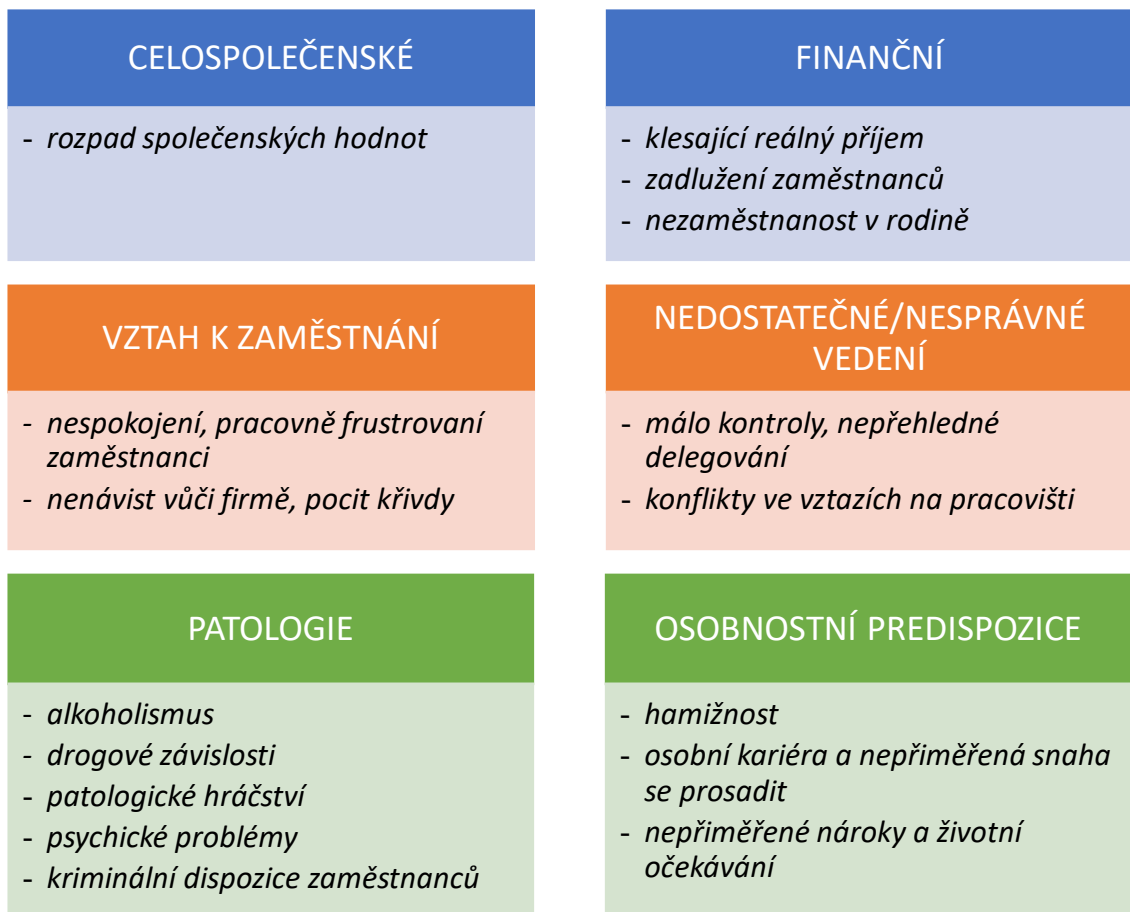 CELOSPOLEČENSKÉ
- rozpad společenských hodnot
FINANČNÍ
- klesající reálný příjem
- zadlužení zaměstnanců
- nezaměstnanost v rodině
VZTAH K ZAMĚSTNÁNÍ
- nespokojení, pracovně frustrovaní
zaměstnanci
- nenávist vůči firmě, pocit křivdy
NEDOSTATEČNÉ/NESPRÁVNÉ
VEDENÍ
- málo kontroly, nepřehledné
delegování
- konflikty ve vztazích na pracovišti
PATOLOGIE
- alkoholismus
- drogové závislosti
- patologické hráčství
- psychické problémy
- kriminální dispozice zaměstnanců
OSOBNOSTNÍ PREDISPOZICE
- hamižnost
- osobní kariéra a nepřiměřená snaha
se prosadit
- nepřiměřené nároky a životní
očekávání